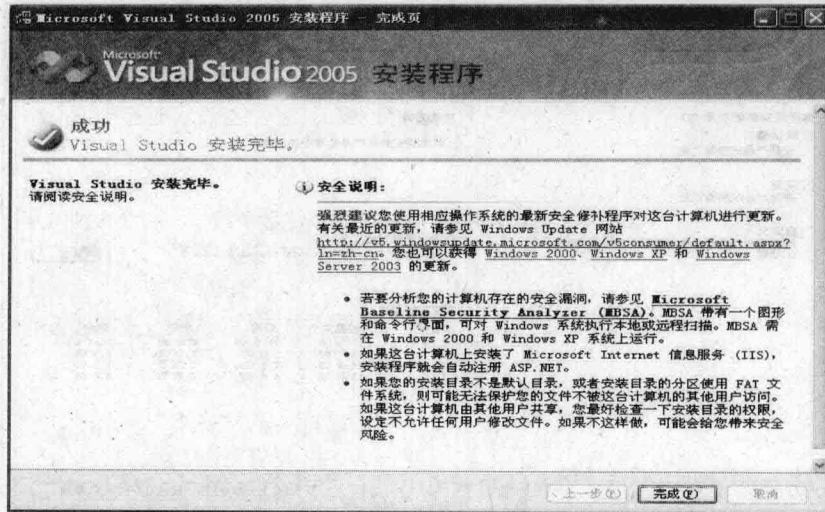 Microsoft Visual Studio 2005 安装程序 - 完成页
Microsoft
Visual Studio 2005 安装程序
成功
Visual Studio 安装完毕。
Visual Studio 安装完毕。
请阅读安全说明。
安全说明：
强烈建议您使用相应操作系统的最新安全修补程序对这台计算机进行更新。
有关最近的更新，请参见 Windows Update 网站
http://v5.windowsupdate.microsoft.com/v5consumer/default.aspx?
ln=zh-cn。您也可以获得 Windows 2000、Windows XP 和 Windows
Server 2003 的更新。
• 若要分析您的计算机存在的安全漏洞，请参见 Microsoft
Baseline Security Analyzer (MBSA)。MBSA 带有一个图形
和命令行界面，可对 Windows 系统执行本地或远程扫描。MBSA 需
在 Windows 2000 和 Windows XP 系统上运行。
• 如果这台计算机上安装了 Microsoft Internet 信息服务 (IIS)，
安装程序就会自动注册 ASP.NET。
• 如果您的安装目录不是默认目录，或者安装目录的分区使用 FAT 文
件系统，则可能无法保护您的文件不被这台计算机的其他用户访问。
如果这台计算机由其他用户共享，您最好检查一下安装目录的权限，
设定不允许任何用户修改文件。如果不这样做，可能会给您带来安全
风险。
上一步(P) 完成(F) 取消